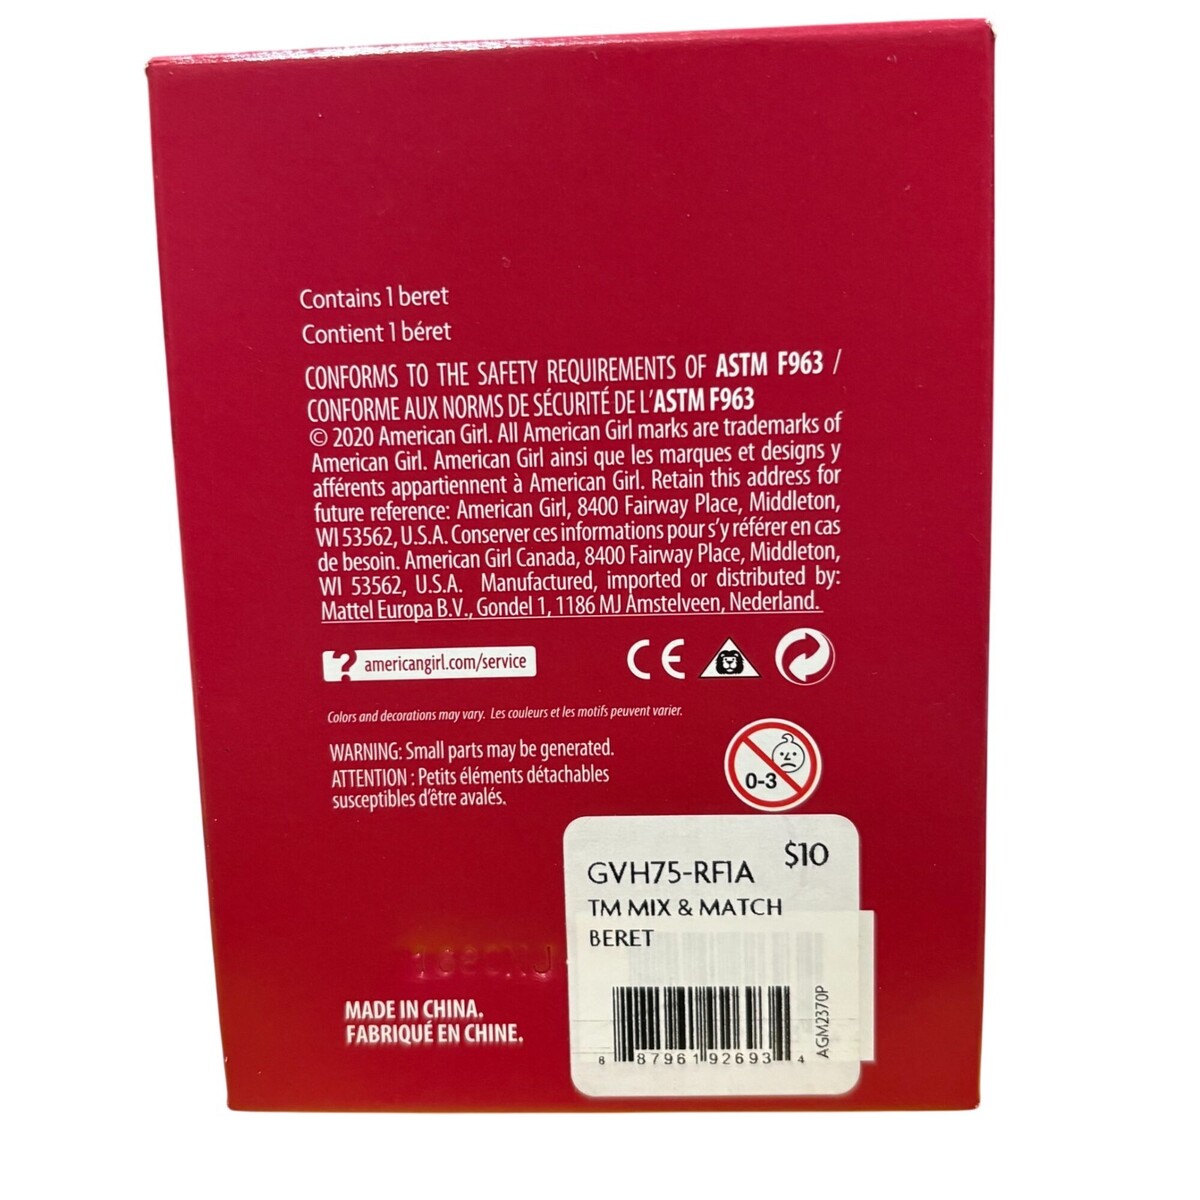 Contains 1 beret
Contient 1 béret
CONFORMS TO THE SAFETY REQUIREMENTS OF ASTM F963 /
CONFORME AUX NORMS DE SÉCURITÉ DE L'ASTM F963
© 2020 American Girl. All American Girl marks are trademarks of
American Girl. American Girl ainsi que les marques et designs y
afférents appartiennent à American Girl. Retain this address for
future reference: American Girl, 8400 Fairway Place, Middleton,
WI 53562, U.S.A. Conserver ces informations pour s'y référer en cas
de besoin. American Girl Canada, 8400 Fairway Place, Middleton,
WI 53562, U.S.A. Manufactured, imported or distributed by:
Mattel Europa B.V., Gondel 1, 1186 MJ Amstelveen, Nederland.
? americangirl.com/service
CE
Colors and decorations may vary. Les couleurs et les motifs peuvent varier.
WARNING: Small parts may be generated.
ATTENTION : Petits éléments détachables
susceptibles d'être avalés.
0-3
$10
GVH75-RF1A
TM MIX & MATCH
BERET
8 87961 92693 4
AGM2370P
MADE IN CHINA.
FABRIQUÉ EN CHINE.